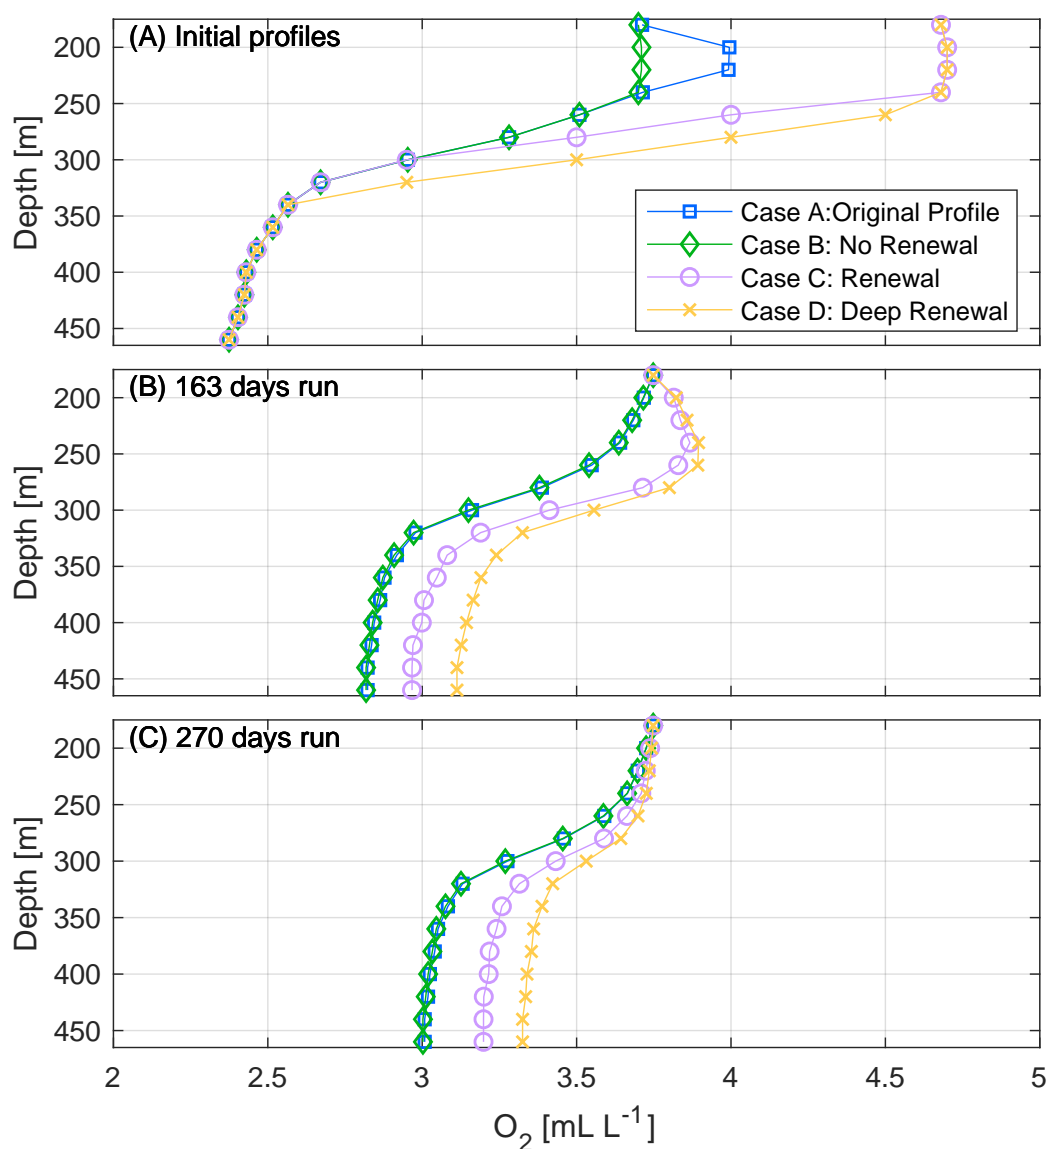 (A) Initial profiles
200
250
300
350
400
450
Depth [m]
Case A:Original Profile
Case B: No Renewal
Case C: Renewal
Case D: Deep Renewal
(B) 163 days run
200
250
300
350
400
450
Depth [m]
(C) 270 days run
200
250
300
350
400
450
Depth [m]
2 2.5 3 3.5 4 4.5 5
O₂ [mL L⁻¹]